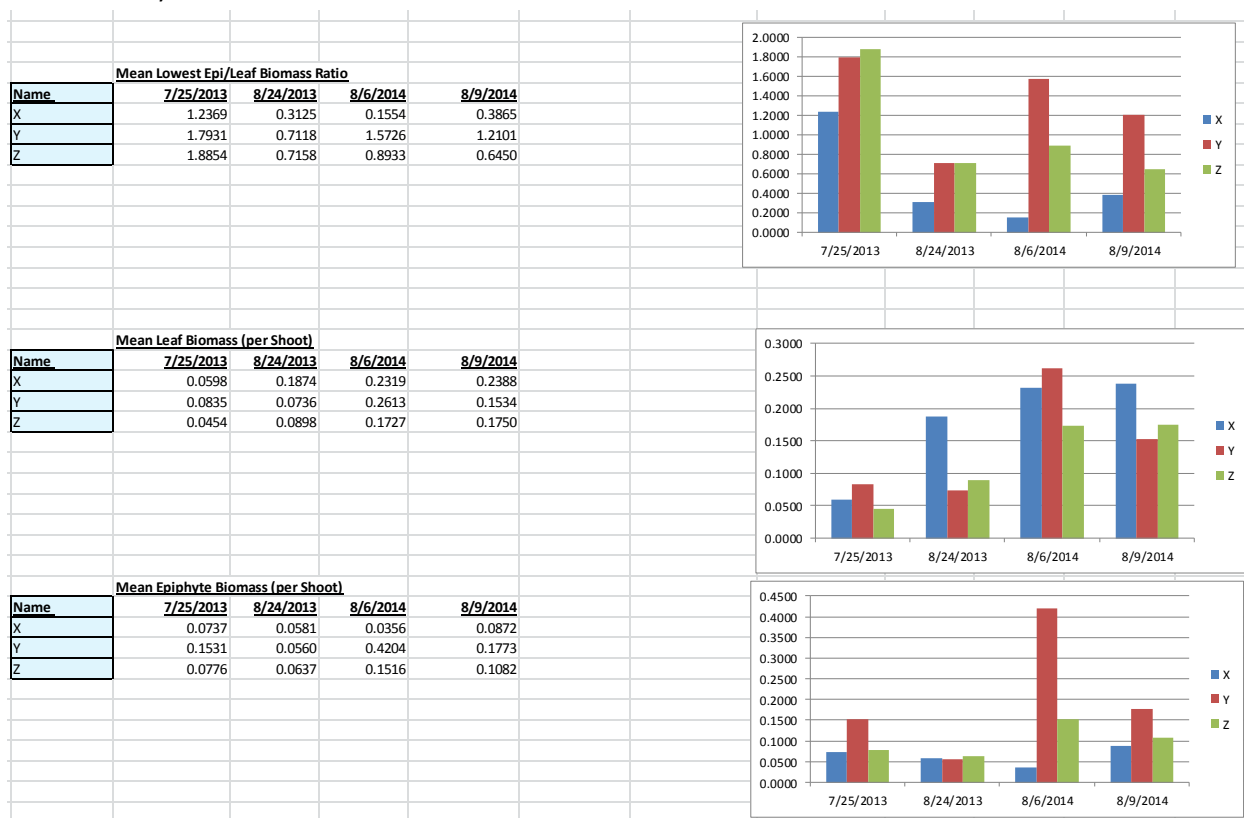 Mean Lowest Epi/Leaf Biomass Ratio
Name 7/25/2013 8/24/2013 8/6/2014 8/9/2014
X 1.2369 0.3125 0.1554 0.3865
Y 1.7931 0.7118 1.5726 1.2101
Z 1.8854 0.7158 0.8933 0.6450
2.0000
1.8000
1.6000
1.4000
1.2000
1.0000
0.8000
0.6000
0.4000
0.2000
0.0000
7/25/2013 8/24/2013 8/6/2014 8/9/2014
X
Y
Z
Mean Leaf Biomass (per Shoot)
Name 7/25/2013 8/24/2013 8/6/2014 8/9/2014
X 0.0598 0.1874 0.2319 0.2388
Y 0.0835 0.0736 0.2613 0.1534
Z 0.0454 0.0898 0.1727 0.1750
0.3000
0.2500
0.2000
0.1500
0.1000
0.0500
0.0000
7/25/2013 8/24/2013 8/6/2014 8/9/2014
X
Y
Z
Mean Epiphyte Biomass (per Shoot)
Name 7/25/2013 8/24/2013 8/6/2014 8/9/2014
X 0.0737 0.0581 0.0356 0.0872
Y 0.1531 0.0560 0.4204 0.1773
Z 0.0776 0.0637 0.1516 0.1082
0.4500
0.4000
0.3500
0.3000
0.2500
0.2000
0.1500
0.1000
0.0500
0.0000
7/25/2013 8/24/2013 8/6/2014 8/9/2014
X
Y
Z